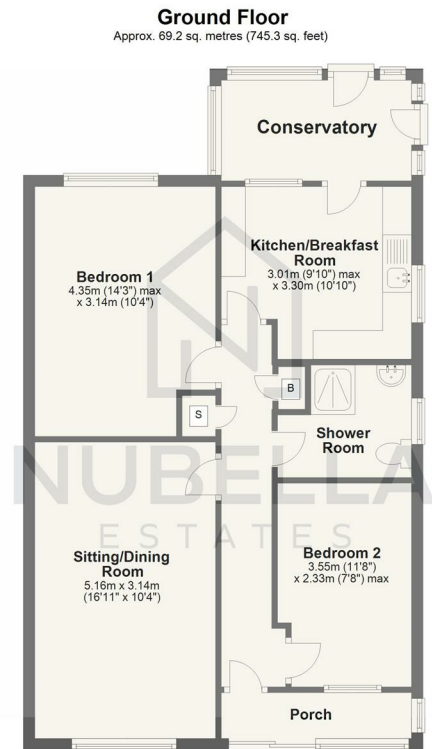 Ground Floor
Approx. 69.2 sq. metres (745.3 sq. feet)
Conservatory
Kitchen/Breakfast
Room
3.01m (9'10") max
x 3.30m (10'10")
Bedroom 1
4.35m (14'3") max
x 3.14m (10'4")
B
S
Shower
Room
NUBELLA
ESTATES
Sitting/Dining
Room
5.16m x 3.14m
(16'11" x 10'4")
Bedroom 2
3.55m (11'8")
x 2.33m (7'8") max
Porch